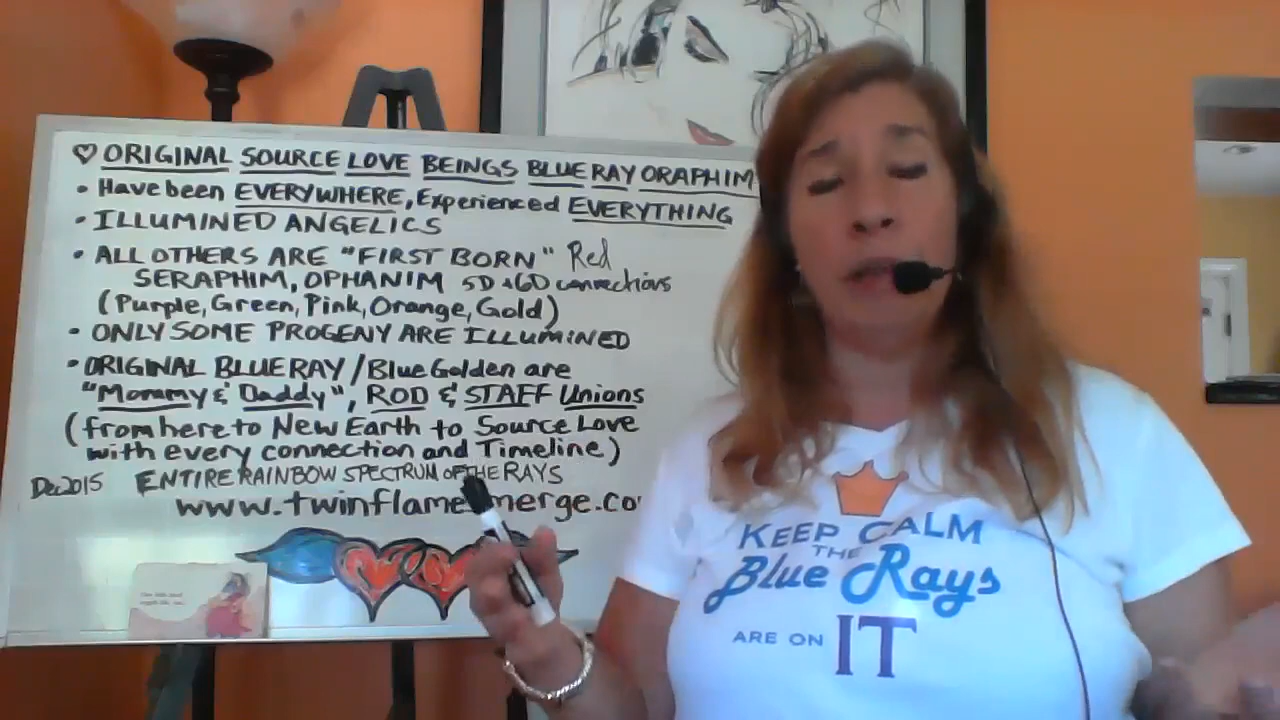 ♡ ORIGINAL SOURCE LOVE BEINGS BLUE RAY ORAPHIM
• Have been EVERYWHERE, Experienced EVERYTHING
• ILLUMINED ANGELICS
• ALL OTHERS ARE "FIRST BORN" Red
SERAPHIM, OPHANIM 5D & 6D connections
(Purple, Green, Pink, Orange, Gold)
• ONLY SOME PROGENY ARE ILLUMINED
• ORIGINAL BLUE RAY / Blue Golden are
"Mommy & Daddy", ROD & STAFF Unions
(from here to New Earth to Source Love
with every connection and Timeline)
Dec 2015 ENTIRE RAINBOW SPECTRUM OF THE RAYS
www.twinflame merge.co
KEEP CALM
THE
Blue Rays
ARE ON IT